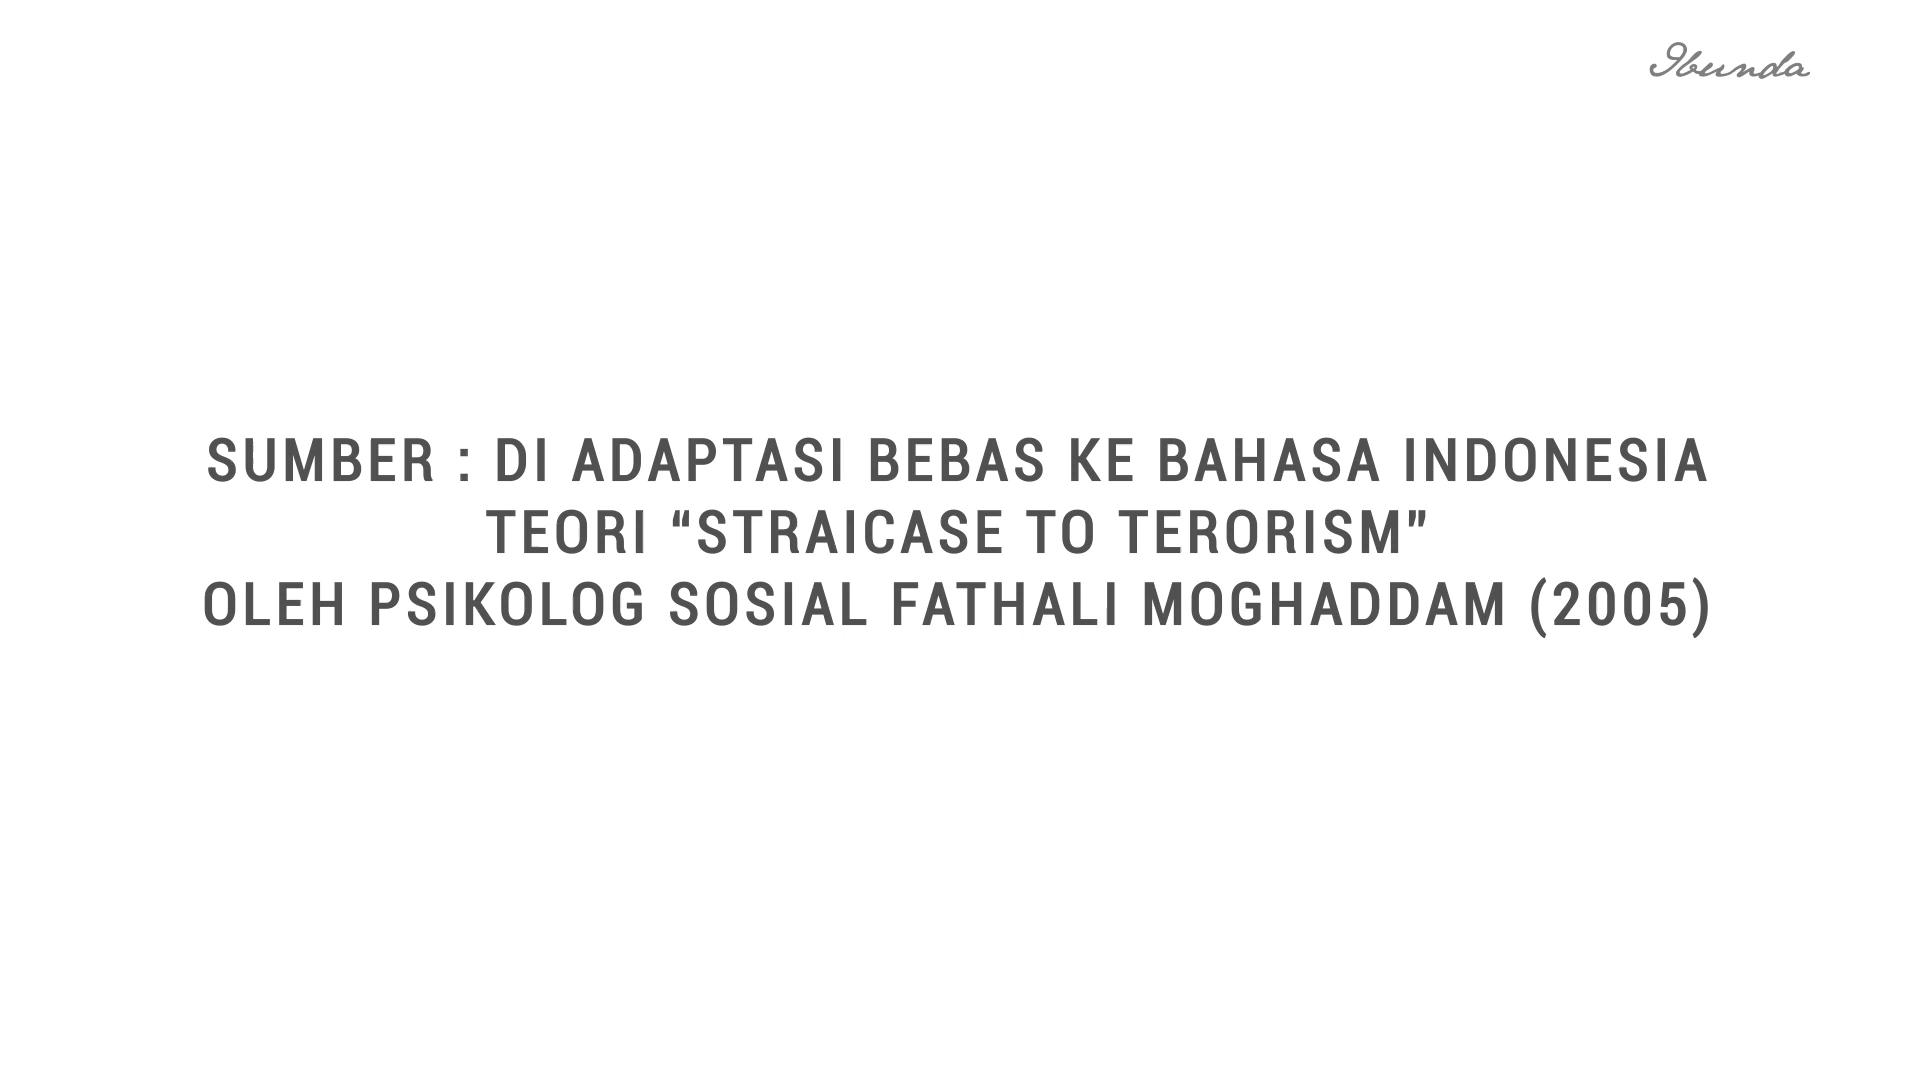 Ibunda
SUMBER : DI ADAPTASI BEBAS KE BAHASA INDONESIA
TEORI “STRAICASE TO TERORISM”
OLEH PSIKOLOG SOSIAL FATHALI MOGHADDAM (2005)